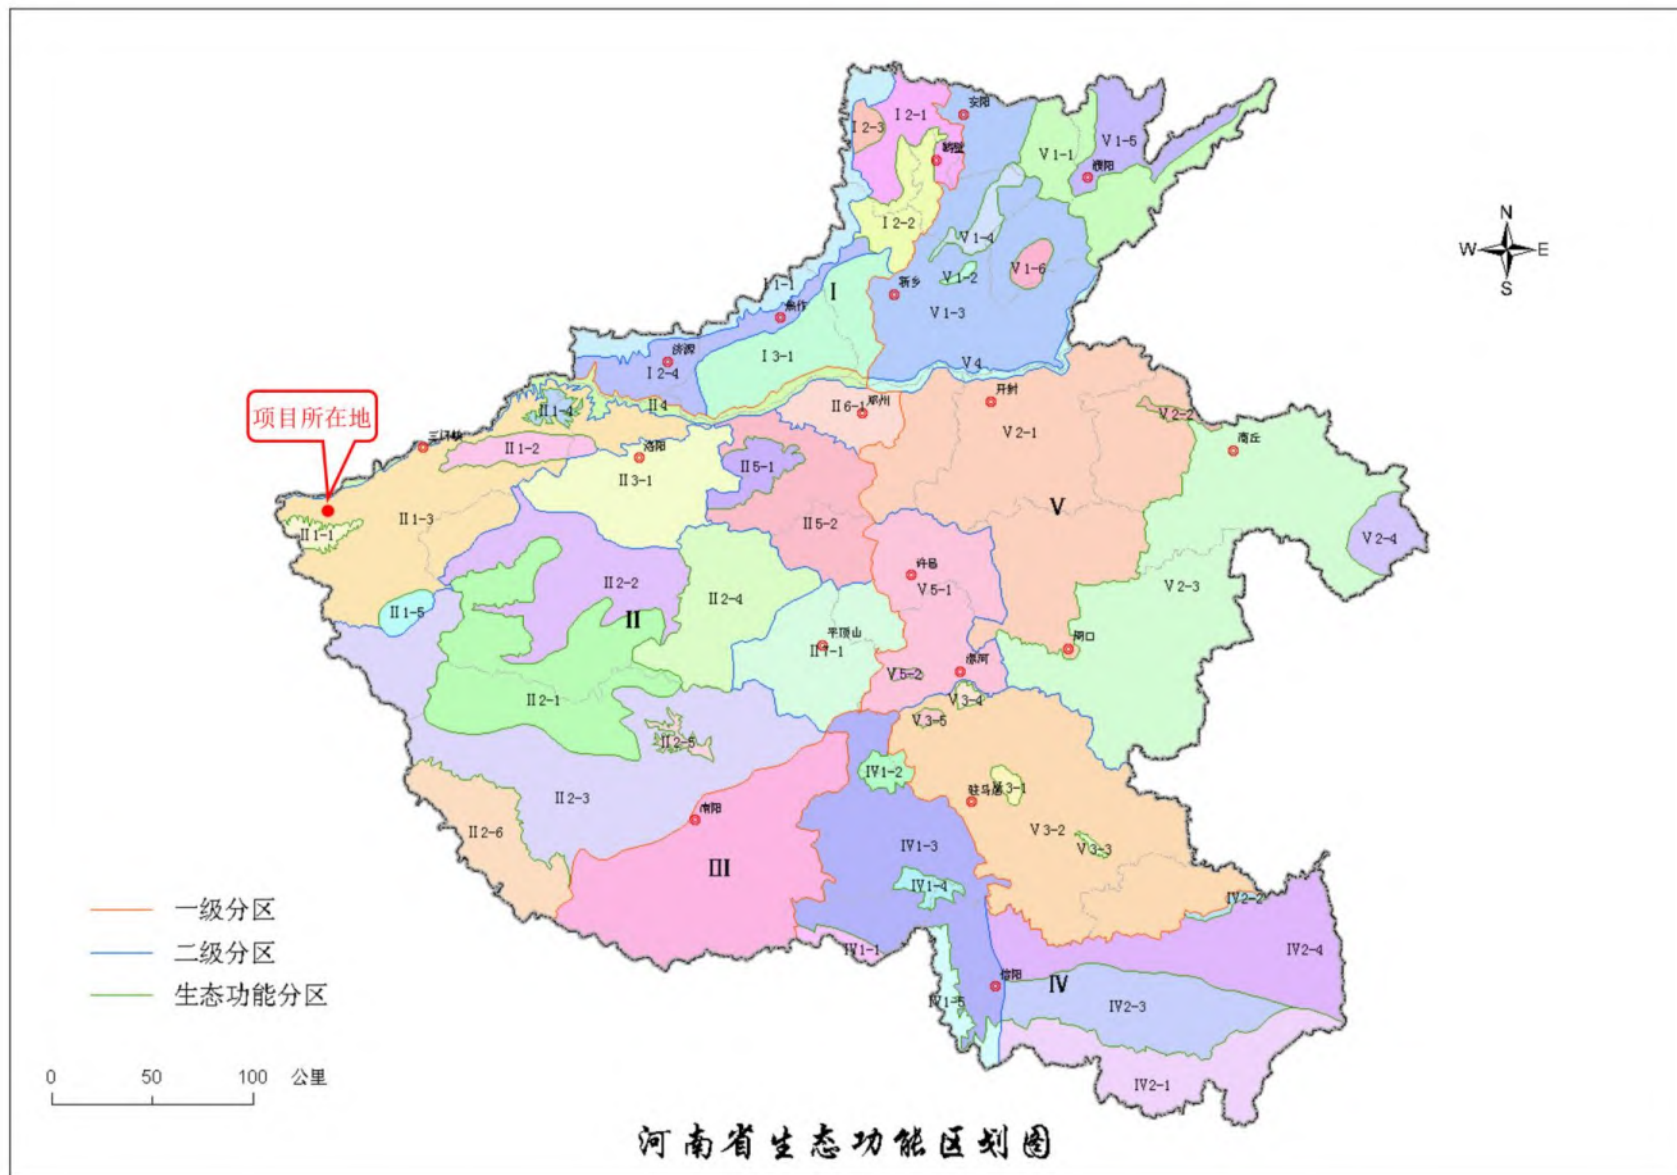 安阳
I 2-1
I 2-3
V 1-5
V 1-1
鹤壁
濮阳
N
W
E
S
I 2-2
V 1-4
V 1-2
V 1-6
I 1-1
I
新乡
焦作
V 1-3
济源
I 3-1
I 2-4
V 4
开封
II 1-4
II 4
II 6-1
郑州
V 2-2
项目所在地
三门峡
II 1-2
洛阳
V 2-1
商丘
II 3-1
II 5-1
V
II 1-3
II 5-2
II 1-1
V 2-4
许昌
II 2-2
V 5-1
V 2-3
II 2-4
II 1-5
II
平顶山
II 7-1
周口
漯河
V 5-2
II 2-1
V 3-4
V 3-5
II 2-5
IV 1-2
II 2-3
驻马店
V 3-1
南阳
II 2-6
V 3-2
IV 1-3
V 3-3
III
IV 1-4
IV 2-2
一级分区
IV 1-1
IV 2-4
二级分区
信阳
IV
生态功能分区
IV 1-5
IV 2-3
0 50 100 公里
IV 2-1
河南省生态功能区划图